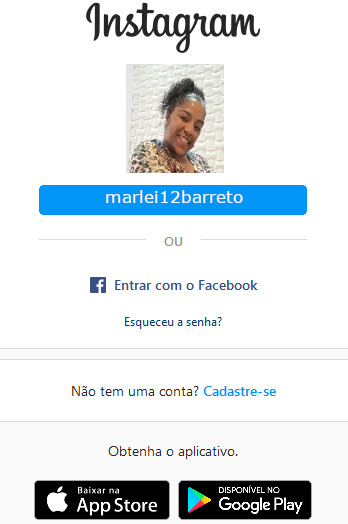 Instagram
marlei12barreto
OU
Entrar com o Facebook
Esqueceu a senha?
Não tem uma conta? Cadastre-se
Obtenha o aplicativo.
Baixar na
App Store
DISPONÍVEL NO
Google Play